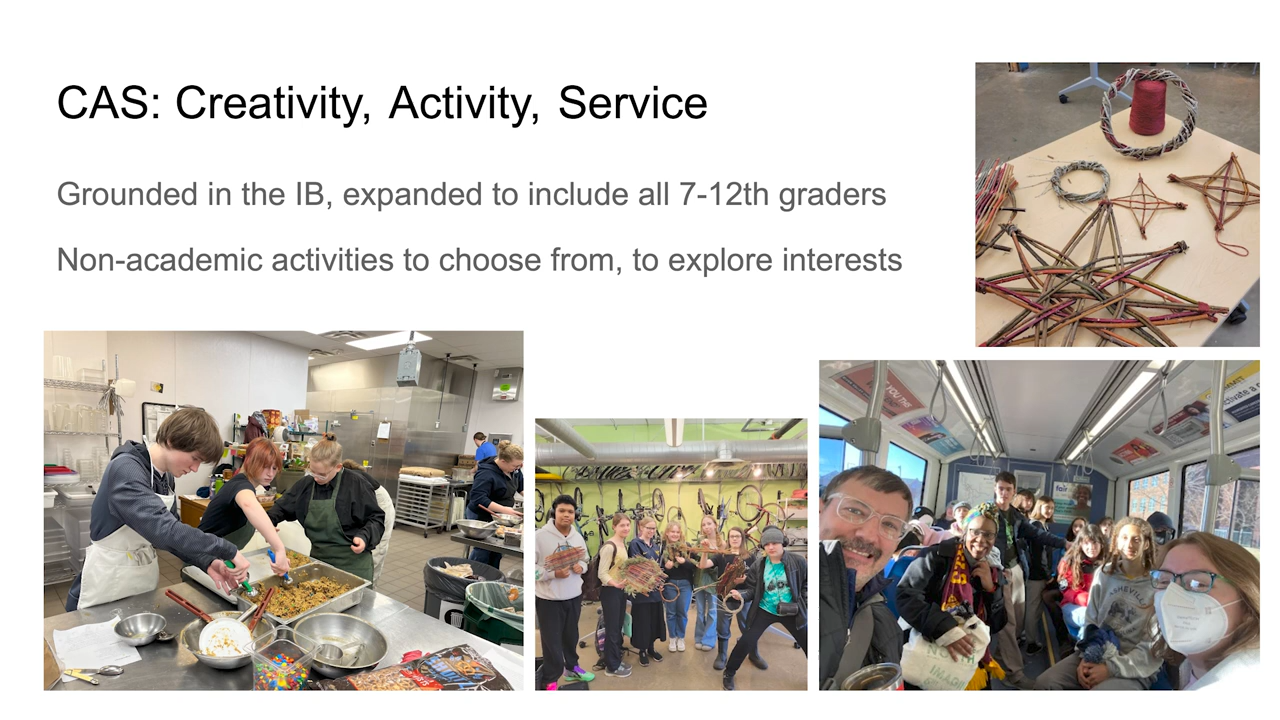 CAS: Creativity, Activity, Service
Grounded in the IB, expanded to include all 7-12th graders
Non-academic activities to choose from, to explore interests